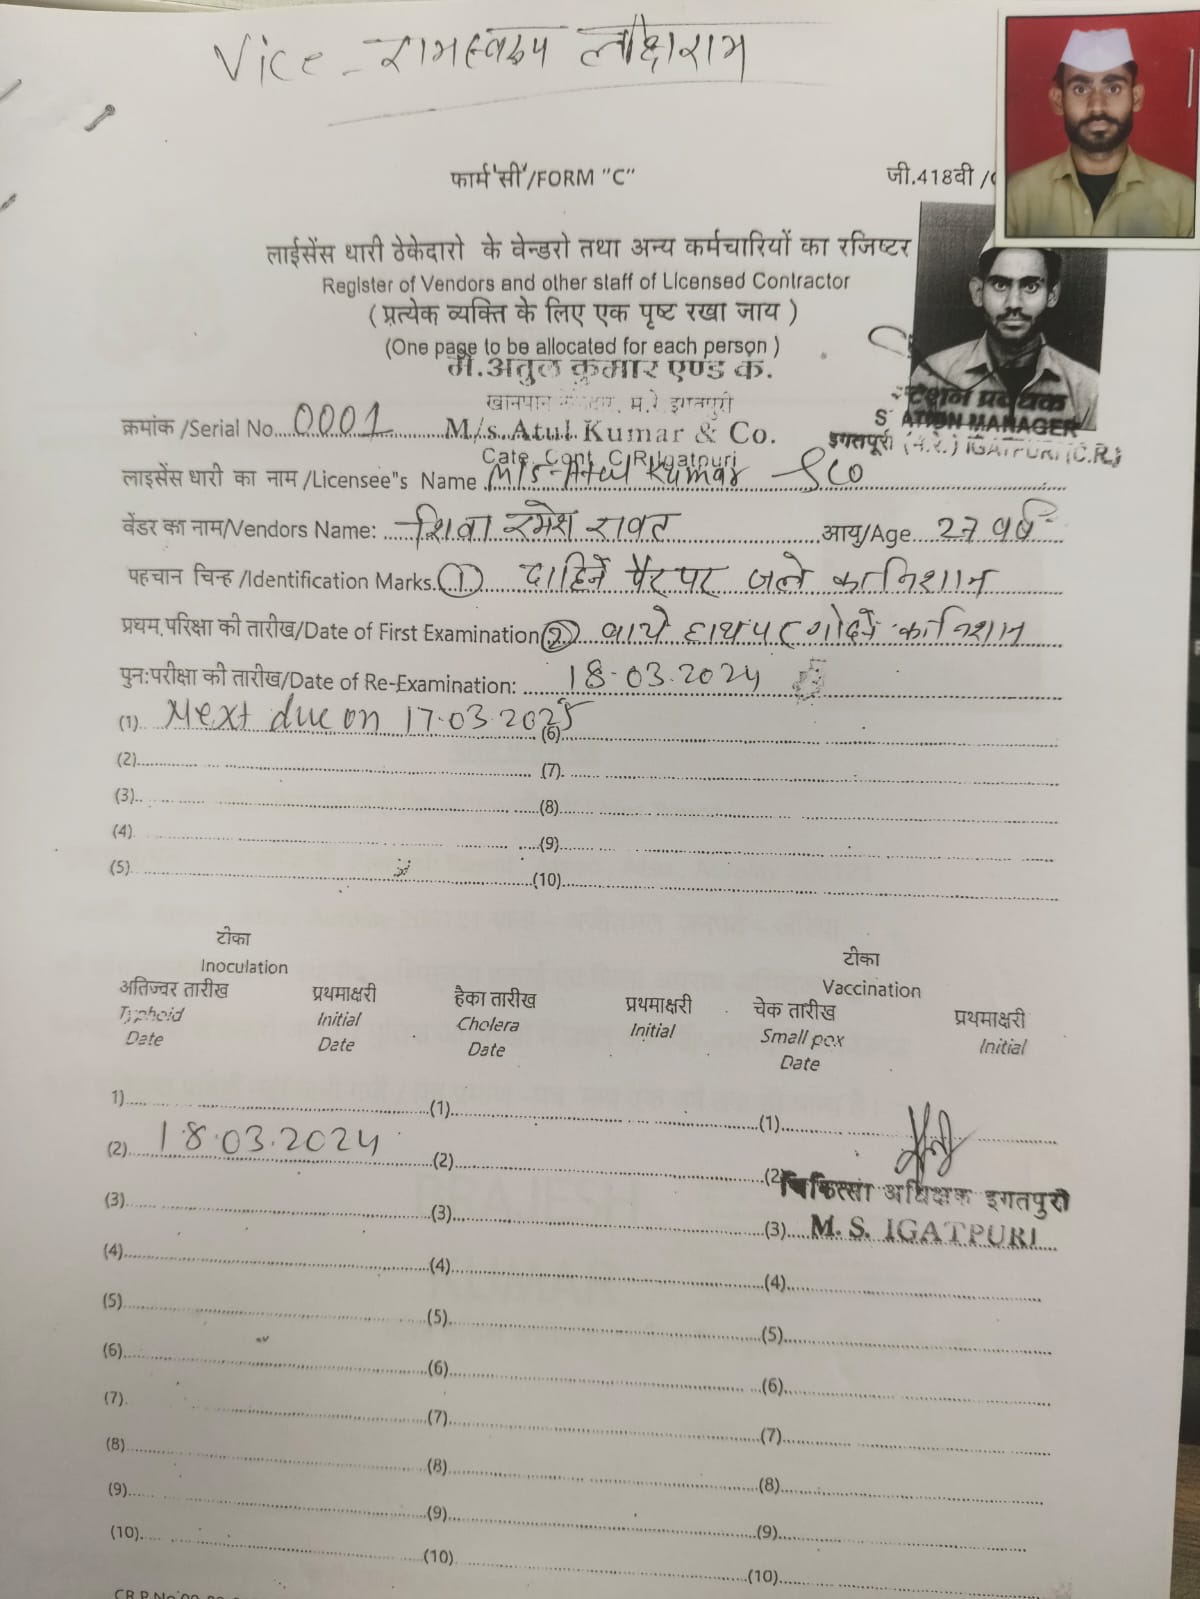 Vice - रामस्वरूप
फार्म 'सी'/FORM "C"
जी.418वी /
लाईसेंस धारी ठेकेदारो के वेन्डरो तथा अन्य कर्मचारियों का रजिष्टर
Register of Vendors and other staff of Licensed Contractor
( प्रत्येक व्यक्ति के लिए एक पृष्ट रखा जाय )
(One page to be allocated for each person )
मे.अतुल कुमार एण्ड कं.
खानपान म.रे. इगतपुरी
स्टेशन प्रबंधक
STATION MANAGER
इगतपूरी (म.रे.) IGATPURI (C.R.)
क्रमांक /Serial No. 0001 M/s. Atul Kumar & Co.
Cate. Cont. C.R. Igatpuri
लाइसेंस धारी का नाम /Licensee"s Name M/s - Atul Kumar & Co
वेंडर का नाम/Vendors Name: शिवा रमेश रावत आयु/Age 27 वर्ष
पहचान चिन्ह /Identification Marks. (1) दाहिने पैर पर जले का निशान
प्रथम परिक्षा की तारीख/Date of First Examination (2) बाये हाथ पर गोदने का निशान
पुन:परीक्षा की तारीख/Date of Re-Examination: 18.03.2024
(1) Next due on 17.03.2025 (6)
(2) (7)
(3) (8)
(4) (9)
(5) (10)
टीका टीका
Inoculation Vaccination
अतिज्वर तारीख प्रथमाक्षरी हैका तारीख प्रथमाक्षरी चेक तारीख प्रथमाक्षरी
Typhoid Initial Cholera Initial Small pox Initial
Date Date Date Date
1) (1) (1)
(2) 18.03.2024 (2) (2)
चिकित्सा अधिक्षक इगतपुरी
(3) (3) (3) M. S. IGATPURI
(4) (4) (4)
(5) (5) (5)
(6) (6) (6)
(7) (7) (7)
(8) (8) (8)
(9) (9) (9)
(10) (10) (10)